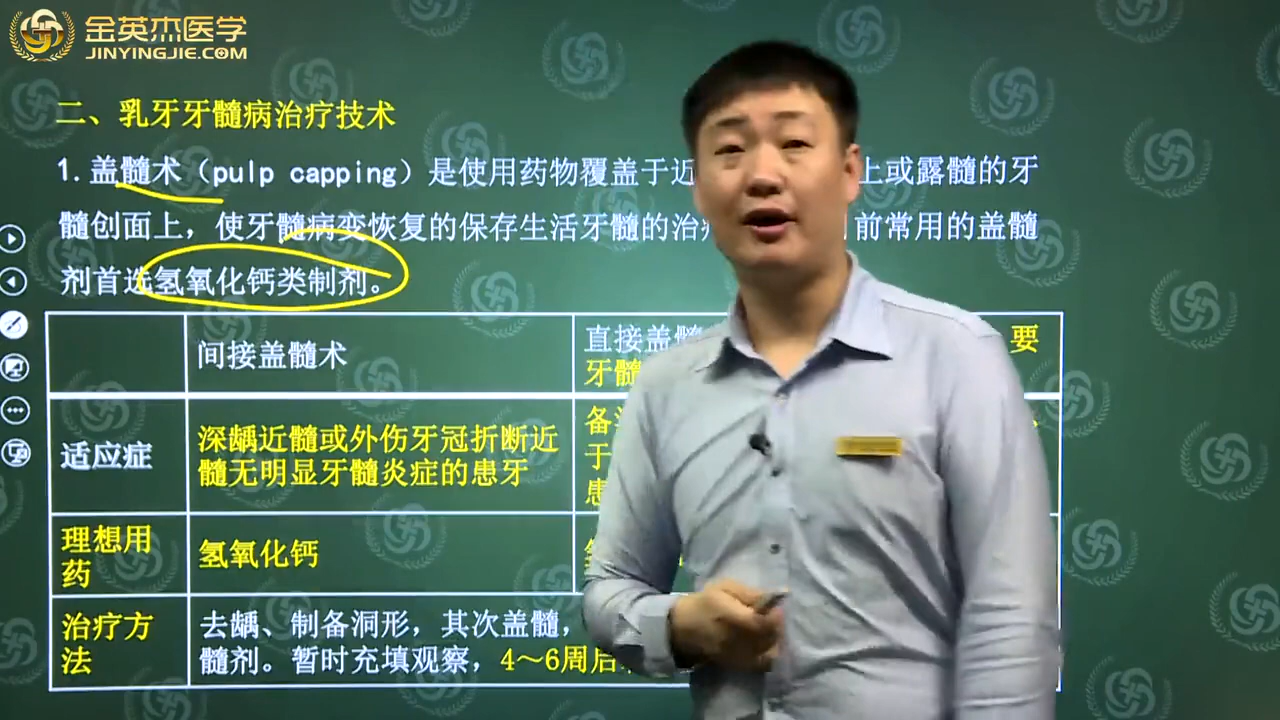 金英杰医学
JINYINGJIE.COM
二、乳牙牙髓病治疗技术
1.盖髓术（pulp capping）是使用药物覆盖于近 上或露髓的牙
髓创面上，使牙髓病变恢复的保存生活牙髓的治 前常用的盖髓
剂首选氢氧化钙类制剂。
间接盖髓术
直接盖髓 要
牙髓
适应症
深龋近髓或外伤牙冠折断近
髓无明显牙髓炎症的患牙
备
于
患
理想用
药
氢氧化钙
治疗方
法
去龋、制备洞形，其次盖髓，
髓剂。暂时充填观察，4～6周后